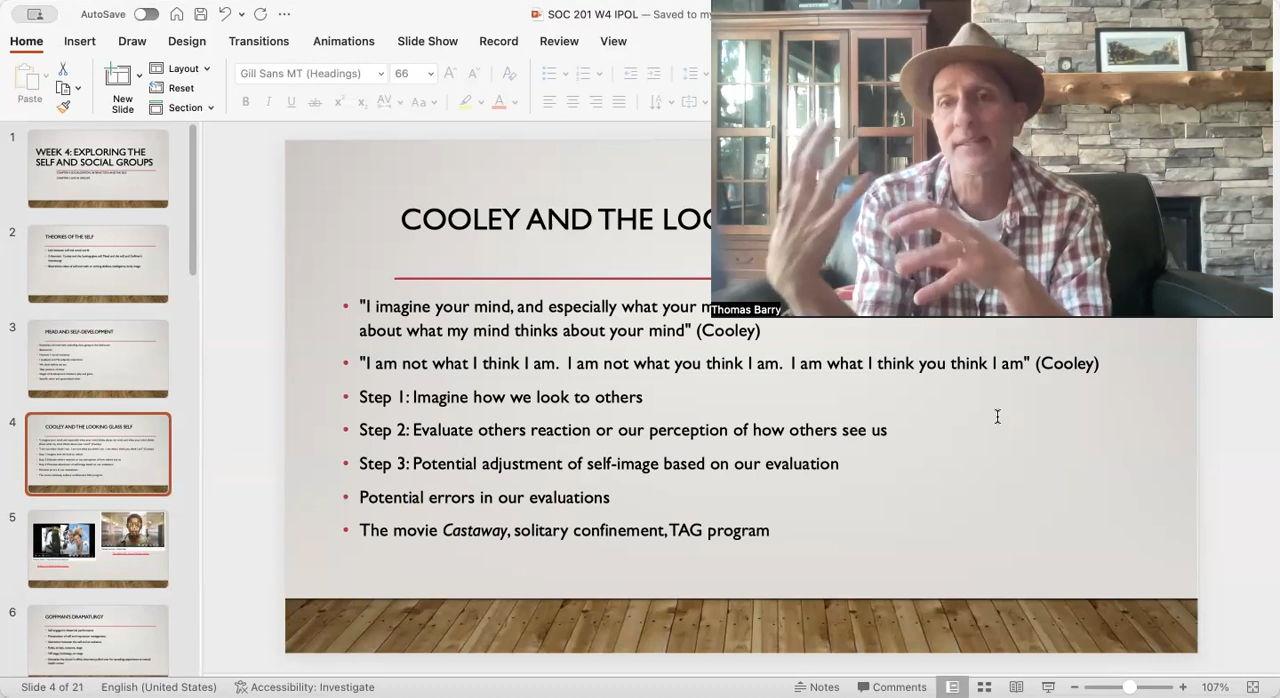 AutoSave
SOC 201 W4 IPOL — Saved to my
Home Insert Draw Design Transitions Animations Slide Show Record Review View
Paste
New
Slide
Layout
Reset
Section
Gill Sans MT (Headings) 66
1
WEEK 4: EXPLORING THE
SELF AND SOCIAL GROUPS
2
THEORIES OF THE SELF
3
MEAD AND SELF-DEVELOPMENT
4
COOLEY AND THE LOOKING GLASS SELF
5
6
GOFFMAN'S DRAMATURGY
COOLEY AND THE LOO
• "I imagine your mind, and especially what your m
about what my mind thinks about your mind" (Cooley)
• "I am not what I think I am. I am not what you think I am. I am what I think you think I am" (Cooley)
• Step 1: Imagine how we look to others
• Step 2: Evaluate others reaction or our perception of how others see us
• Step 3: Potential adjustment of self-image based on our evaluation
• Potential errors in our evaluations
• The movie Castaway, solitary confinement, TAG program
Thomas Barry
Slide 4 of 21 English (United States) Accessibility: Investigate Notes Comments 107%